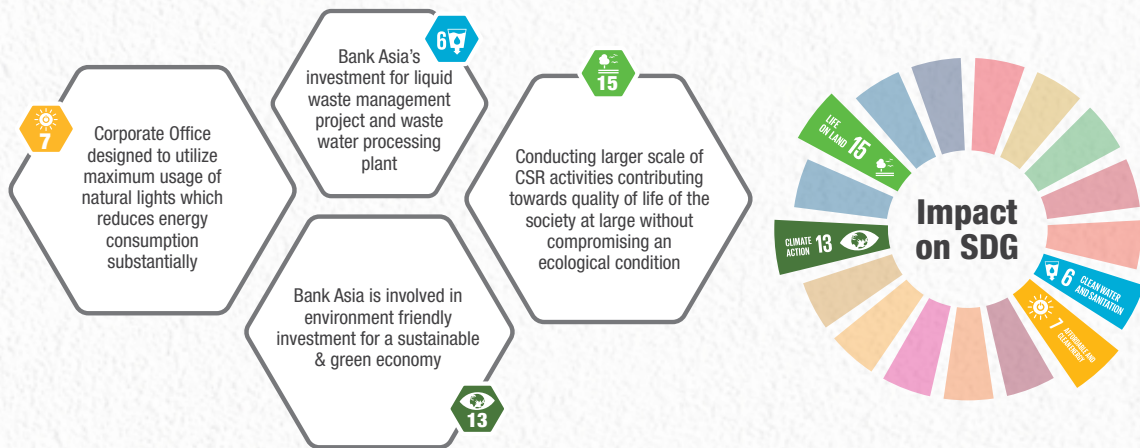 7
Corporate Office
designed to utilize
maximum usage of
natural lights which
reduces energy
consumption
substantially
6
Bank Asia's
investment for liquid
waste management
project and waste
water processing
plant
Bank Asia is involved in
environment friendly
investment for a sustainable
& green economy
13
15
Conducting larger scale of
CSR activities contributing
towards quality of life of the
society at large without
compromising an
ecological condition
LIFE
ON LAND 15
CLIMATE
ACTION 13
Impact
on SDG
6 CLEAN WATER
AND SANITATION
7 AFFORDABLE AND
CLEAN ENERGY